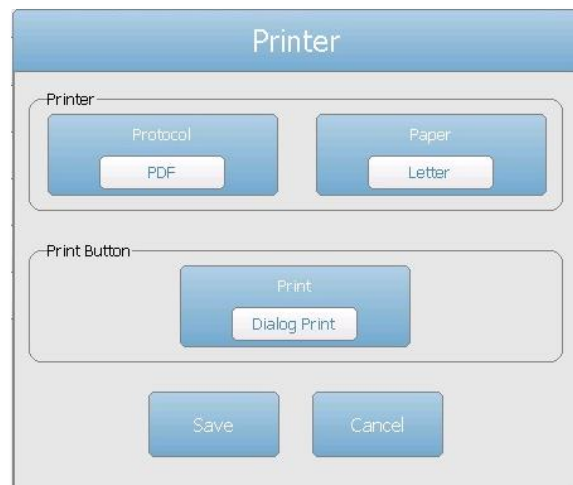 Printer
Printer
Protocol
Paper
PDF
Letter
Print Button
Print
Dialog Print
Save
Cancel